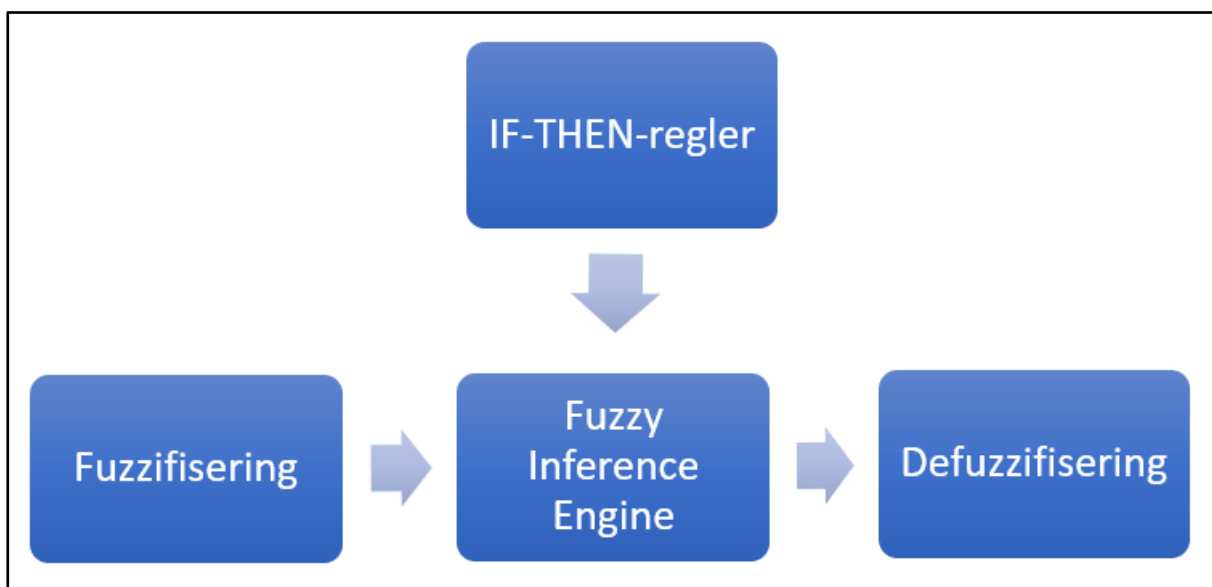 IF-THEN-regler
Fuzzifisering
Fuzzy
Inference
Engine
Defuzzifisering